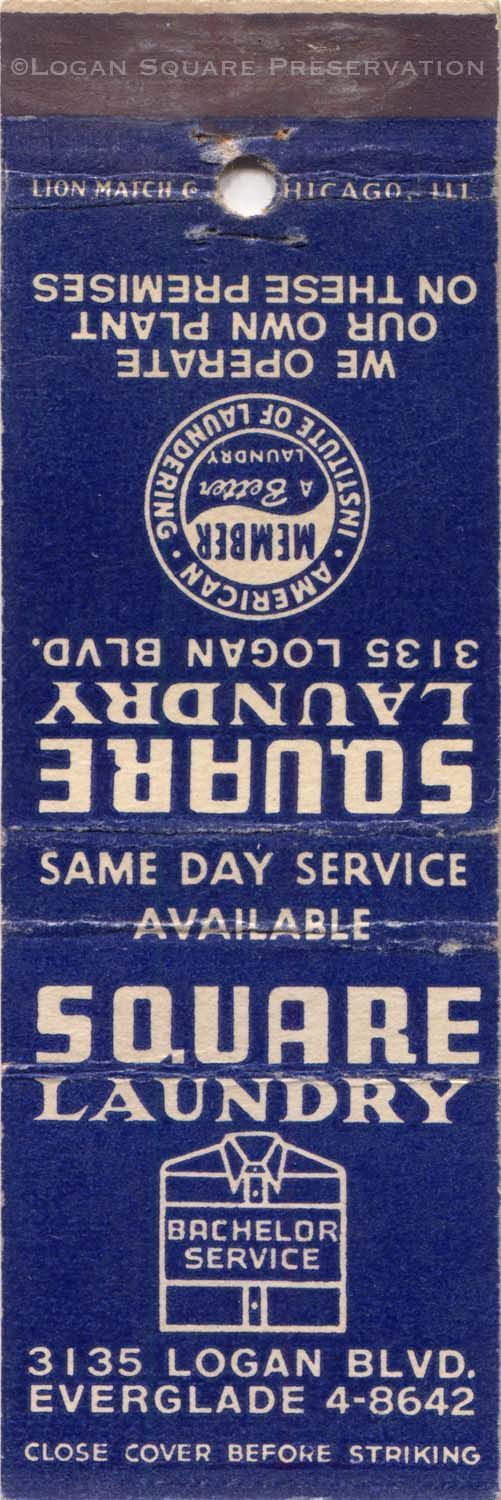 ©LOGAN SQUARE PRESERVATION
LION MATCH C HICAGO, ILL
SQUARE
LAUNDRY
3135 LOGAN BLVD.
AMERICAN INSTITUTE OF LAUNDERING
MEMBER
A Better
LAUNDRY
WE OPERATE
OUR OWN PLANT
ON THESE PREMISES
SAME DAY SERVICE
AVAILABLE
SQUARE
LAUNDRY
BACHELOR
SERVICE
3135 LOGAN BLVD.
EVERGLADE 4-8642
CLOSE COVER BEFORE STRIKING